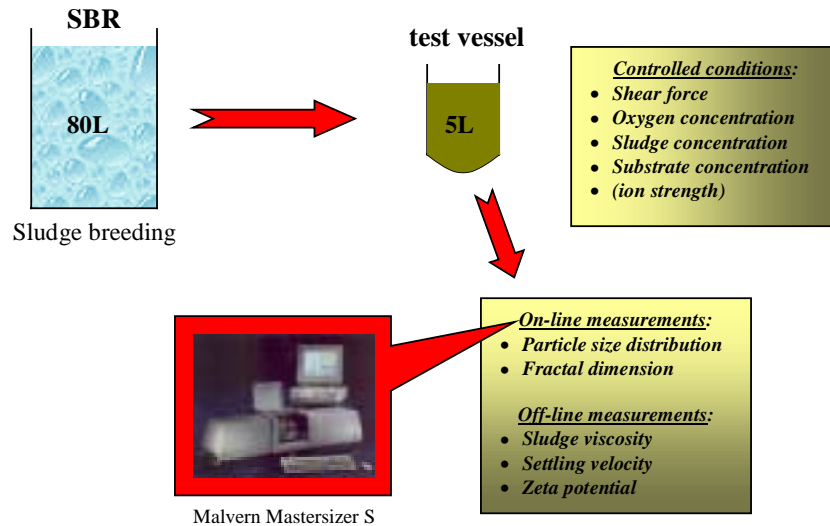 SBR
80L
Sludge breeding
test vessel
5L
Controlled conditions:
• Shear force
• Oxygen concentration
• Sludge concentration
• Substrate concentration
• (ion strength)
On-line measurements:
• Particle size distribution
• Fractal dimension
Off-line measurements:
• Sludge viscosity
• Settling velocity
• Zeta potential
Malvern Mastersizer S